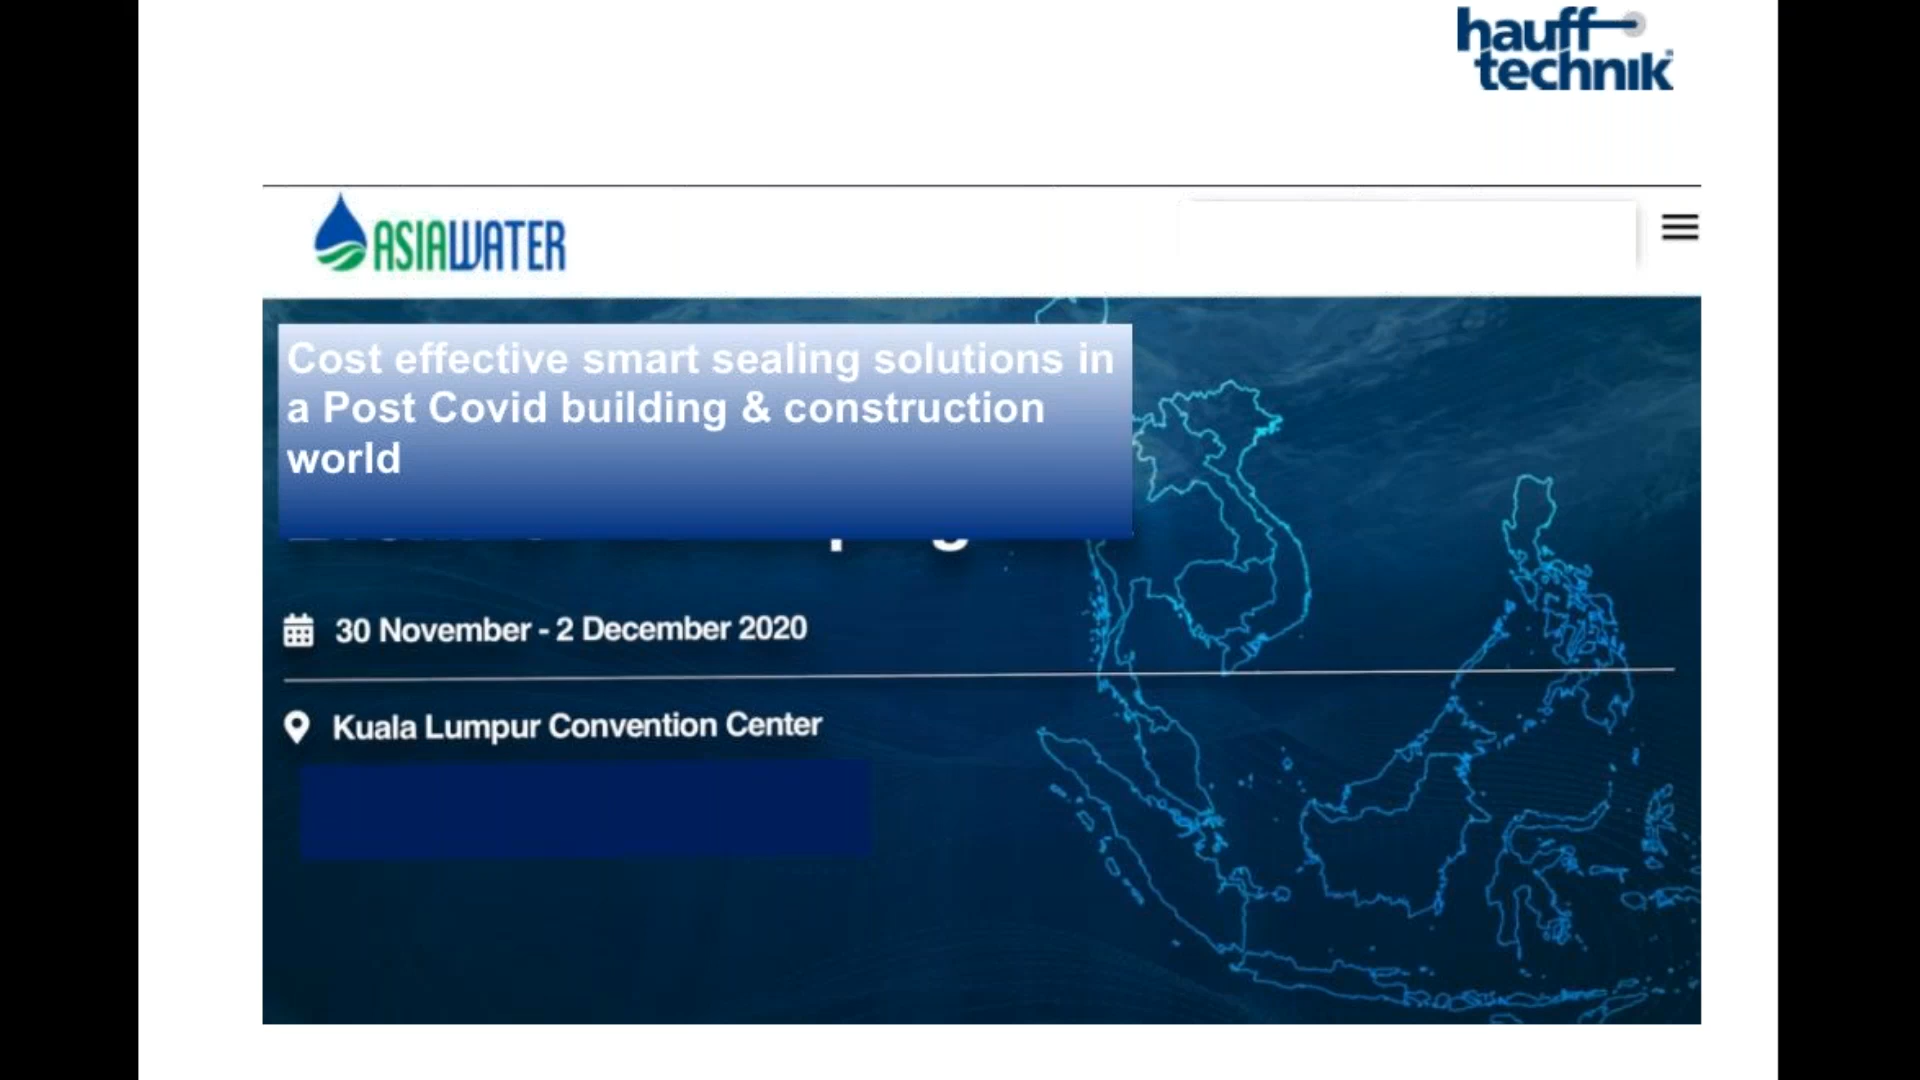 hauff
technik
ASIAWATER
Cost effective smart sealing solutions in
a Post Covid building & construction
world
30 November - 2 December 2020
Kuala Lumpur Convention Center